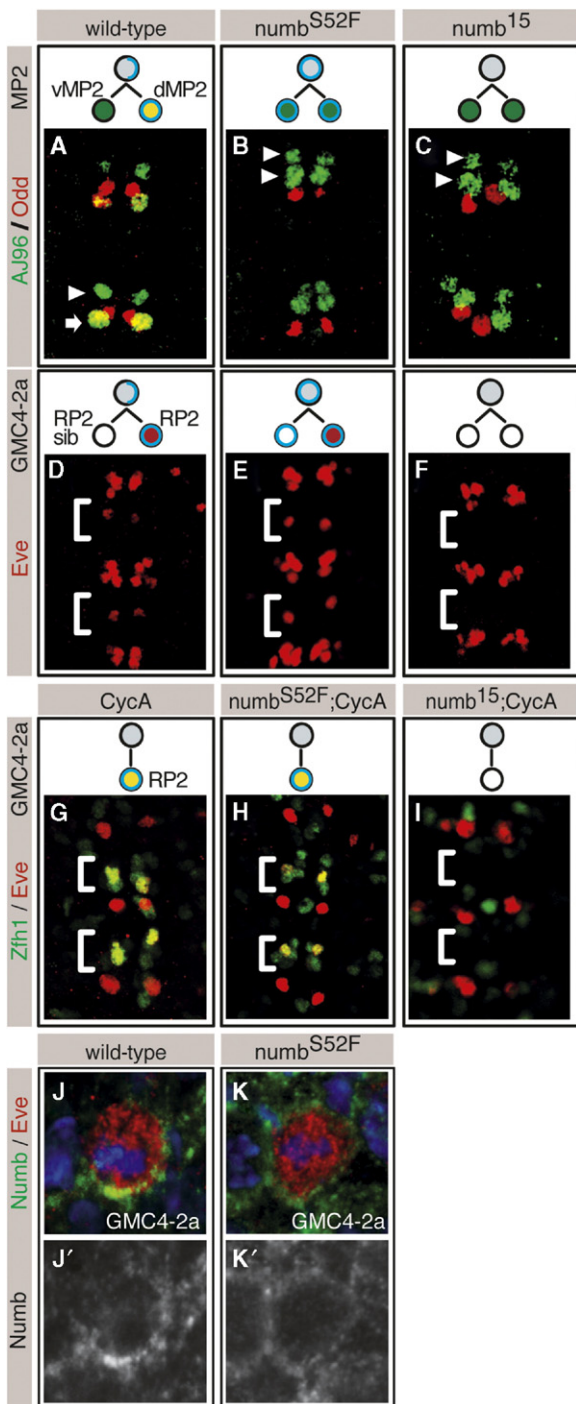 wild-type numb^S52F numb^15
MP2
vMP2 dMP2
AJ96 / Odd
A B C
GMC4-2a
RP2 sib RP2
Eve
D E F
CycA numb^S52F;CycA numb^15;CycA
GMC4-2a
RP2
Zfh1 / Eve
G H I
wild-type numb^S52F
Numb / Eve
J K
GMC4-2a GMC4-2a
Numb
J′ K′